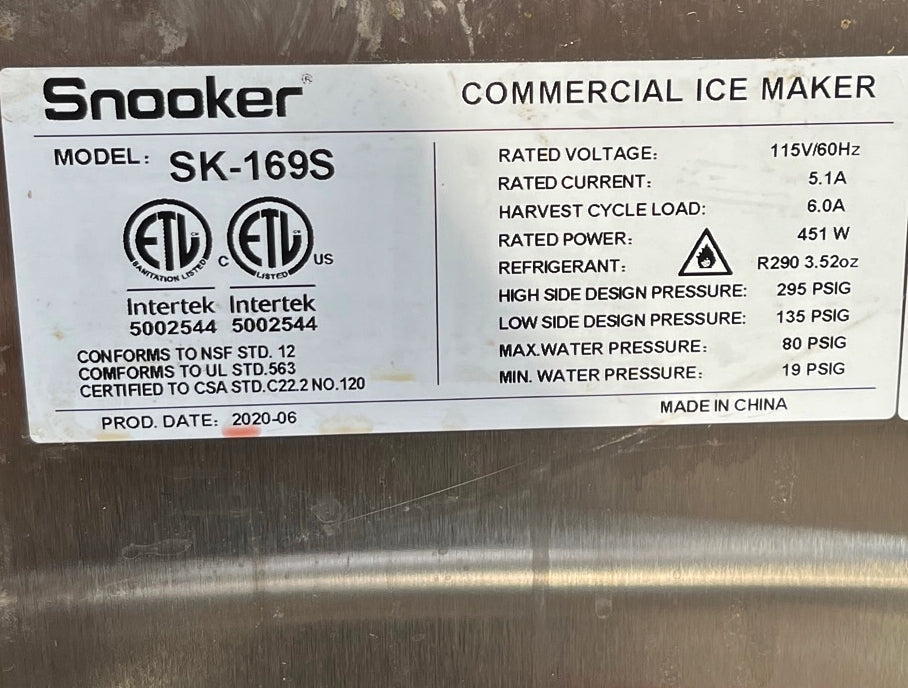 Snooker®
COMMERCIAL ICE MAKER
MODEL: SK-169S
ETL
SANITATION LISTED
Intertek
5002544
C ETL US
LISTED
Intertek
5002544
CONFORMS TO NSF STD. 12
COMFORMS TO UL STD.563
CERTIFIED TO CSA STD.C22.2 NO.120
RATED VOLTAGE: 115V/60Hz
RATED CURRENT: 5.1A
HARVEST CYCLE LOAD: 6.0A
RATED POWER: 451 W
REFRIGERANT: R290 3.52oz
HIGH SIDE DESIGN PRESSURE: 295 PSIG
LOW SIDE DESIGN PRESSURE: 135 PSIG
MAX.WATER PRESSURE: 80 PSIG
MIN. WATER PRESSURE: 19 PSIG
PROD. DATE: 2020-06
MADE IN CHINA